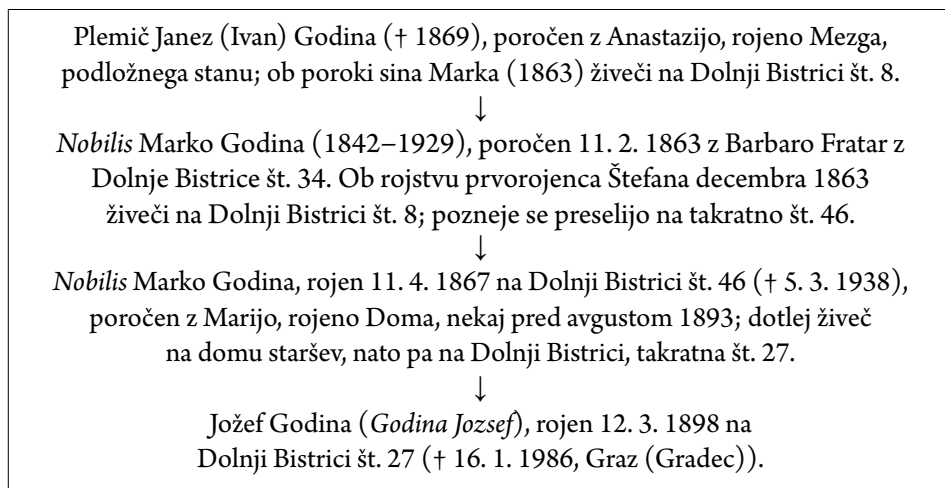 Plemič Janez (Ivan) Godina († 1869), poročen z Anastazijo, rojeno Mezga,
podložnega stanu; ob poroki sina Marka (1863) živeči na Dolnji Bistrici št. 8.
↓
Nobilis Marko Godina (1842–1929), poročen 11. 2. 1863 z Barbaro Fratar z
Dolnje Bistrice št. 34. Ob rojstvu prvorojenca Štefana decembra 1863
živeči na Dolnji Bistrici št. 8; pozneje se preselijo na takratno št. 46.
↓
Nobilis Marko Godina, rojen 11. 4. 1867 na Dolnji Bistrici št. 46 († 5. 3. 1938),
poročen z Marijo, rojeno Doma, nekaj pred avgustom 1893; dotlej živeč
na domu staršev, nato pa na Dolnji Bistrici, takratna št. 27.
↓
Jožef Godina (Godina Jozsef), rojen 12. 3. 1898 na
Dolnji Bistrici št. 27 († 16. 1. 1986, Graz (Gradec)).